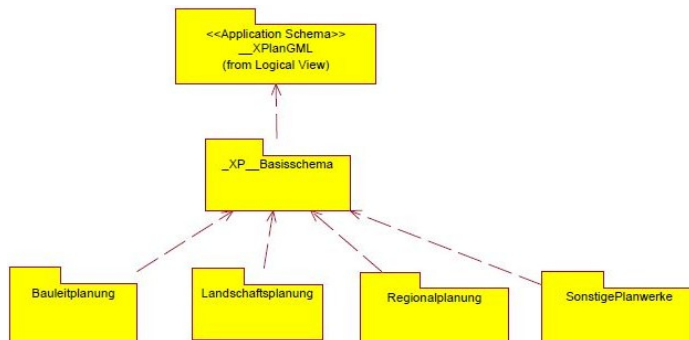 <<Application Schema>>
__XPlanGML
(from Logical View)
_XP__Basisschema
Bauleitplanung
Landschaftsplanung
Regionalplanung
SonstigePlanwerke